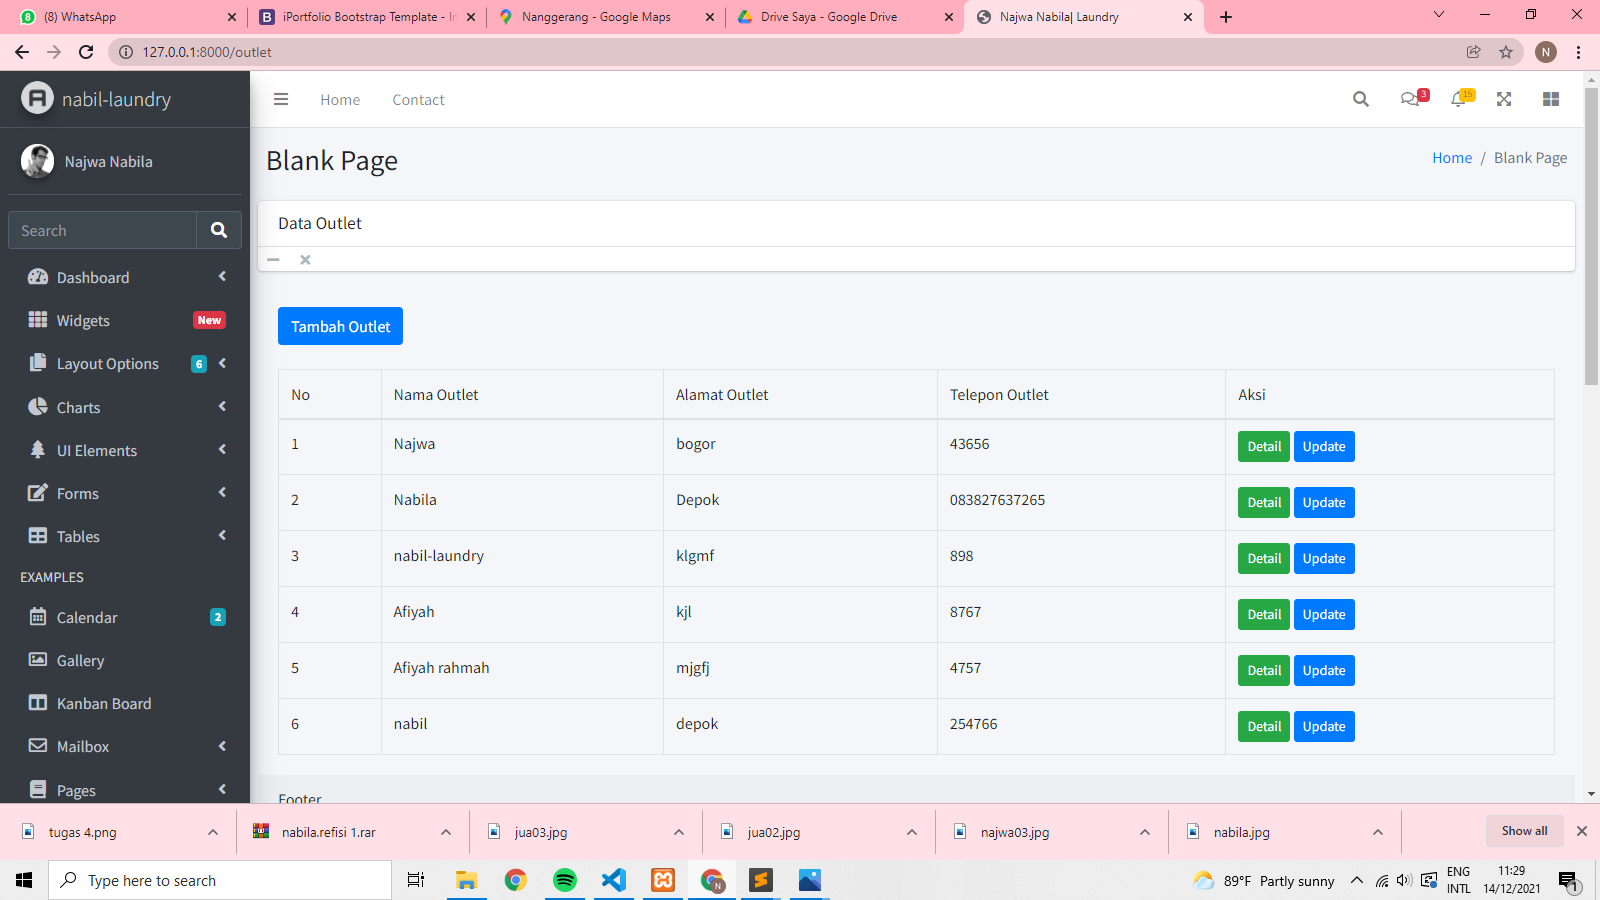 (8) WhatsApp
iPortfolio Bootstrap Template - In
Nanggerang - Google Maps
Drive Saya - Google Drive
Najwa Nabila| Laundry
127.0.0.1:8000/outlet
N
nabil-laundry
Home
Contact
3
15
Najwa Nabila
Blank Page
Home / Blank Page
Search
Data Outlet
Dashboard
Widgets New
Layout Options 6
Charts
UI Elements
Forms
Tables
EXAMPLES
Calendar 2
Gallery
Kanban Board
Mailbox
Pages
Tambah Outlet
No Nama Outlet Alamat Outlet Telepon Outlet Aksi
1 Najwa bogor 43656 Detail Update
2 Nabila Depok 083827637265 Detail Update
3 nabil-laundry klgmf 898 Detail Update
4 Afiyah kjl 8767 Detail Update
5 Afiyah rahmah mjgfj 4757 Detail Update
6 nabil depok 254766 Detail Update
Footer
tugas 4.png
nabila.refisi 1.rar
jua03.jpg
jua02.jpg
najwa03.jpg
nabila.jpg
Show all
Type here to search
89°F Partly sunny
ENG
INTL
11:29
14/12/2021
1